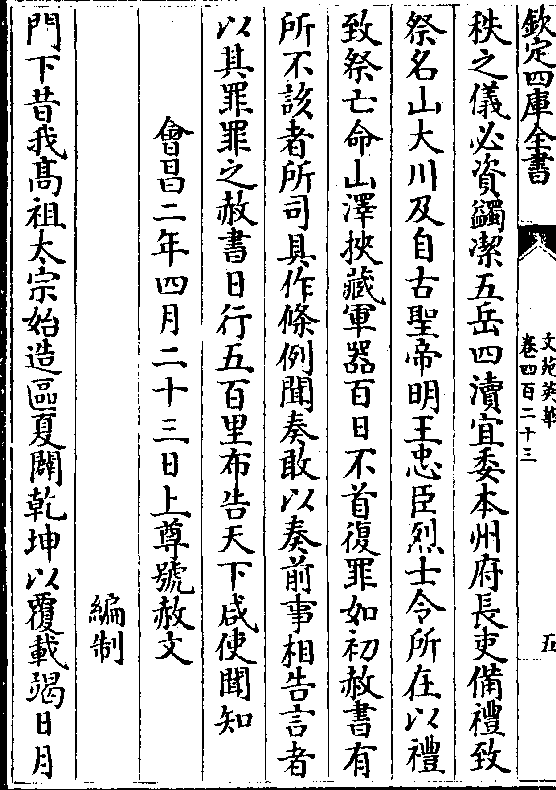 欽定四庫全書
文苑英華
卷四百二十三
五
秩之儀必資蠲潔五岳四瀆宜委本州府長吏備禮致
祭名山大川及自古聖帝明王忠臣烈士令所在以禮
致祭亡命山澤挾藏軍器百日不首復罪如初赦書有
所不該者所司具作條例聞奏敢以奏前事相告言者
以其罪罪之赦書日行五百里布告天下咸使聞知
會昌二年四月二十三日上尊號赦文
編制
門下昔我髙祖太宗始造區夏闢乾坤以覆載竭日月